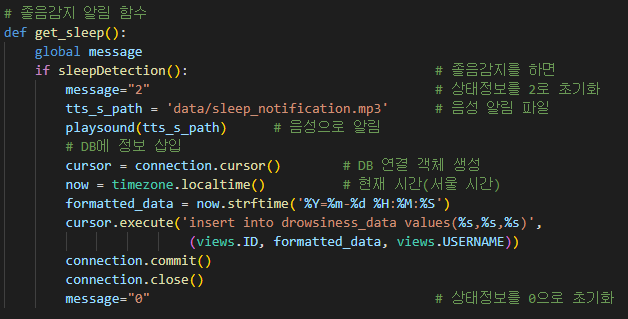 # 졸음감지 알림 함수
def get_sleep():
    global message
    if sleepDetection():                               # 졸음감지를 하면
        message="2"                                    # 상태정보를 2로 초기화
        tts_s_path = 'data/sleep_notification.mp3'     # 음성 알림 파일
        playsound(tts_s_path)      # 음성으로 알림
        # DB에 정보 삽입
        cursor = connection.cursor()        # DB 연결 객체 생성
        now = timezone.localtime()          # 현재 시간(서울 시간)
        formatted_data = now.strftime('%Y=%m-%d %H:%M:%S')
        cursor.execute('insert into drowsiness_data values(%s,%s,%s)',
                       (views.ID, formatted_data, views.USERNAME))
        connection.commit()
        connection.close()
        message="0"                                    # 상태정보를 0으로 초기화